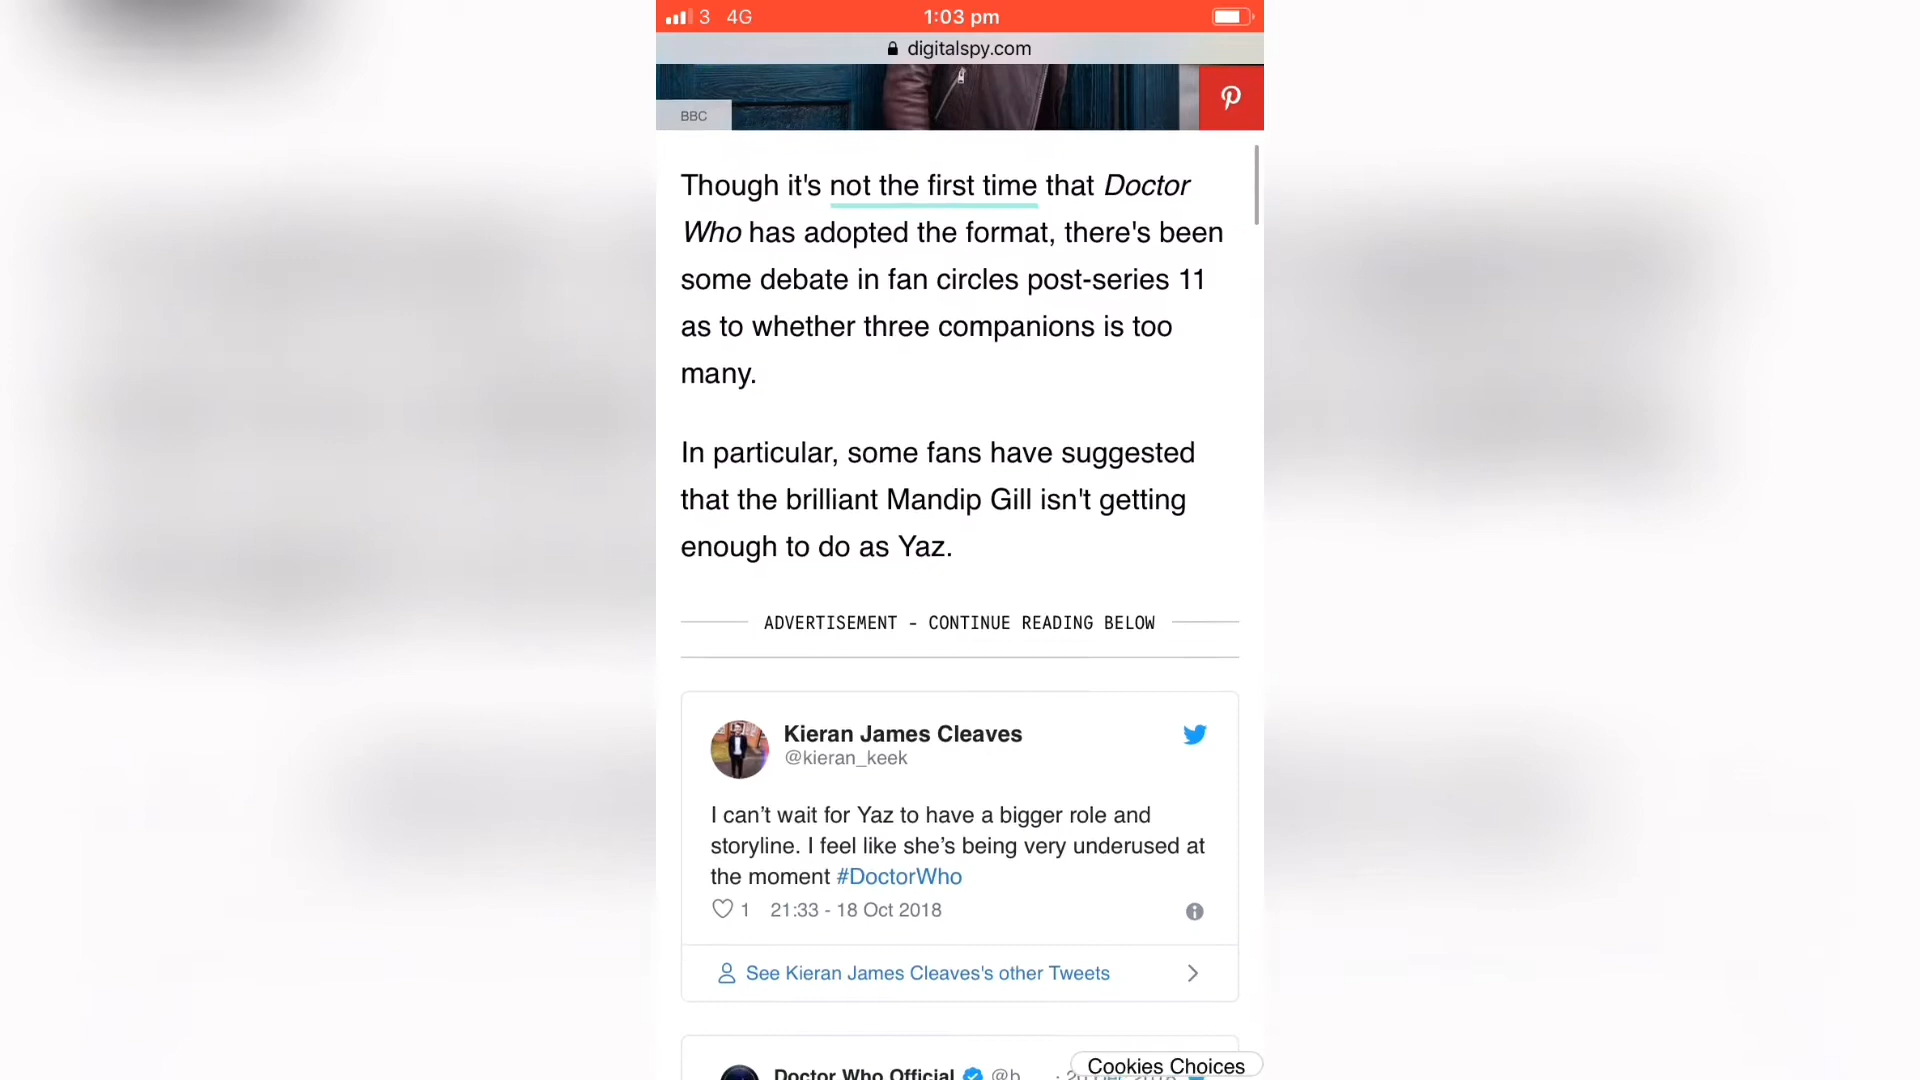 3 4G 1:03 pm
digitalspy.com
BBC
Though it's not the first time that Doctor
Who has adopted the format, there's been
some debate in fan circles post-series 11
as to whether three companions is too
many.
In particular, some fans have suggested
that the brilliant Mandip Gill isn't getting
enough to do as Yaz.
ADVERTISEMENT - CONTINUE READING BELOW
Kieran James Cleaves
@kieran_keek
I can’t wait for Yaz to have a bigger role and
storyline. I feel like she’s being very underused at
the moment #DoctorWho
1 21:33 - 18 Oct 2018
See Kieran James Cleaves's other Tweets
Doctor Who Official @b
Cookies Choices